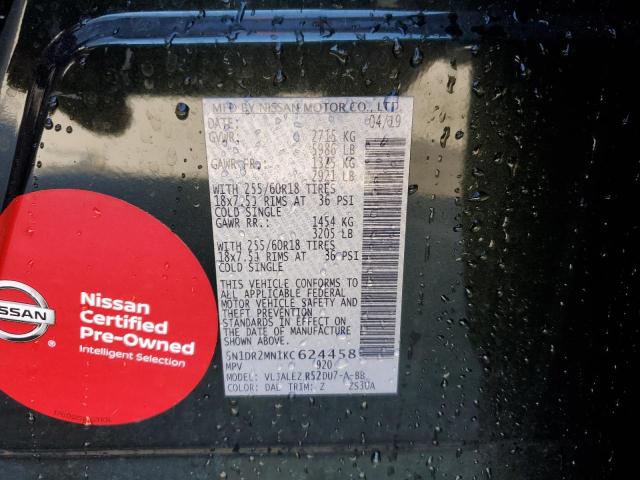 MFD BY NISSAN MOTOR CO., LTD.
DATE: 04/19
GVWR: 2715 KG
5986 LB
GAWR FR.: 1325 KG
2921 LB
WITH 255/60R18 TIRES
18x7.5J RIMS AT 36 PSI
COLD SINGLE
GAWR RR.: 1454 KG
3205 LB
WITH 255/60R18 TIRES
18x7.5J RIMS AT 36 PSI
COLD SINGLE
THIS VEHICLE CONFORMS TO
ALL APPLICABLE FEDERAL
MOTOR VEHICLE SAFETY AND
THEFT PREVENTION
STANDARDS IN EFFECT ON
THE DATE OF MANUFACTURE
SHOWN ABOVE.
5N1DR2MN1KC624458
MPV 920
MODEL: VLJALEZ R52DU7-A-BB
COLOR: DAL TRIM: Z ZS3UA
NISSAN
Nissan
Certified
Pre-Owned
Intelligent Selection